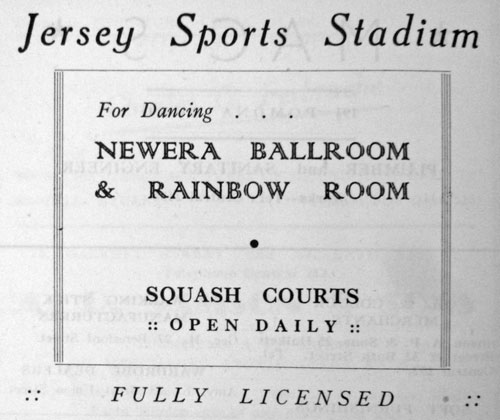 Jersey Sports Stadium
For Dancing . . .
NEWERA BALLROOM
& RAINBOW ROOM
•
SQUASH COURTS
:: OPEN DAILY ::
:: FULLY LICENSED ::